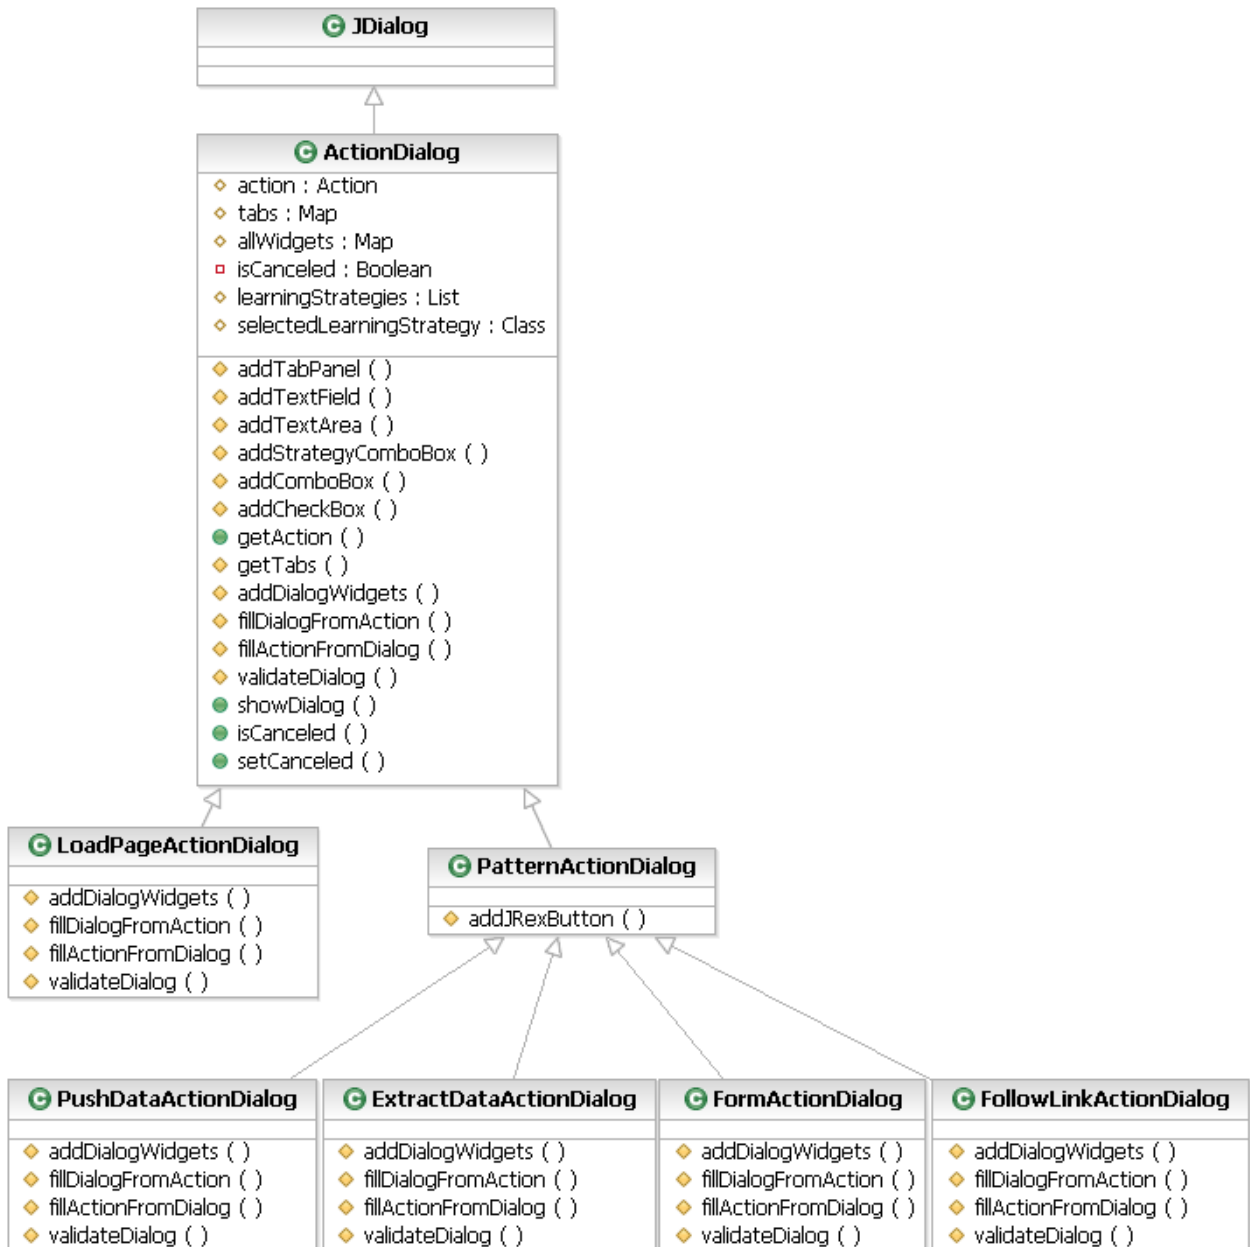 JDialog
ActionDialog
action : Action
tabs : Map
allWidgets : Map
isCanceled : Boolean
learningStrategies : List
selectedLearningStrategy : Class
addTabPanel ( )
addTextField ( )
addTextArea ( )
addStrategyComboBox ( )
addComboBox ( )
addCheckBox ( )
getAction ( )
getTabs ( )
addDialogWidgets ( )
fillDialogFromAction ( )
fillActionFromDialog ( )
validateDialog ( )
showDialog ( )
isCanceled ( )
setCanceled ( )
LoadPageActionDialog
addDialogWidgets ( )
fillDialogFromAction ( )
fillActionFromDialog ( )
validateDialog ( )
PatternActionDialog
addJRexButton ( )
PushDataActionDialog
addDialogWidgets ( )
fillDialogFromAction ( )
fillActionFromDialog ( )
validateDialog ( )
ExtractDataActionDialog
addDialogWidgets ( )
fillDialogFromAction ( )
fillActionFromDialog ( )
validateDialog ( )
FormActionDialog
addDialogWidgets ( )
fillDialogFromAction ( )
fillActionFromDialog ( )
validateDialog ( )
FollowLinkActionDialog
addDialogWidgets ( )
fillDialogFromAction ( )
fillActionFromDialog ( )
validateDialog ( )